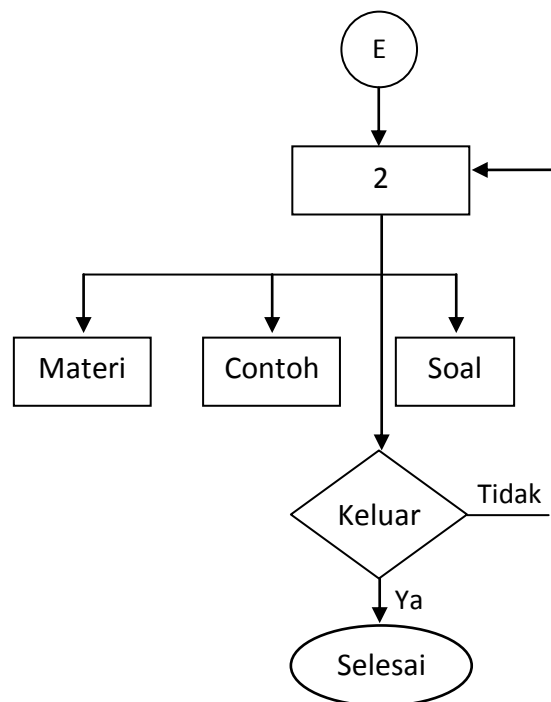 E
2
Materi
Contoh
Soal
Keluar
Tidak
Ya
Selesai